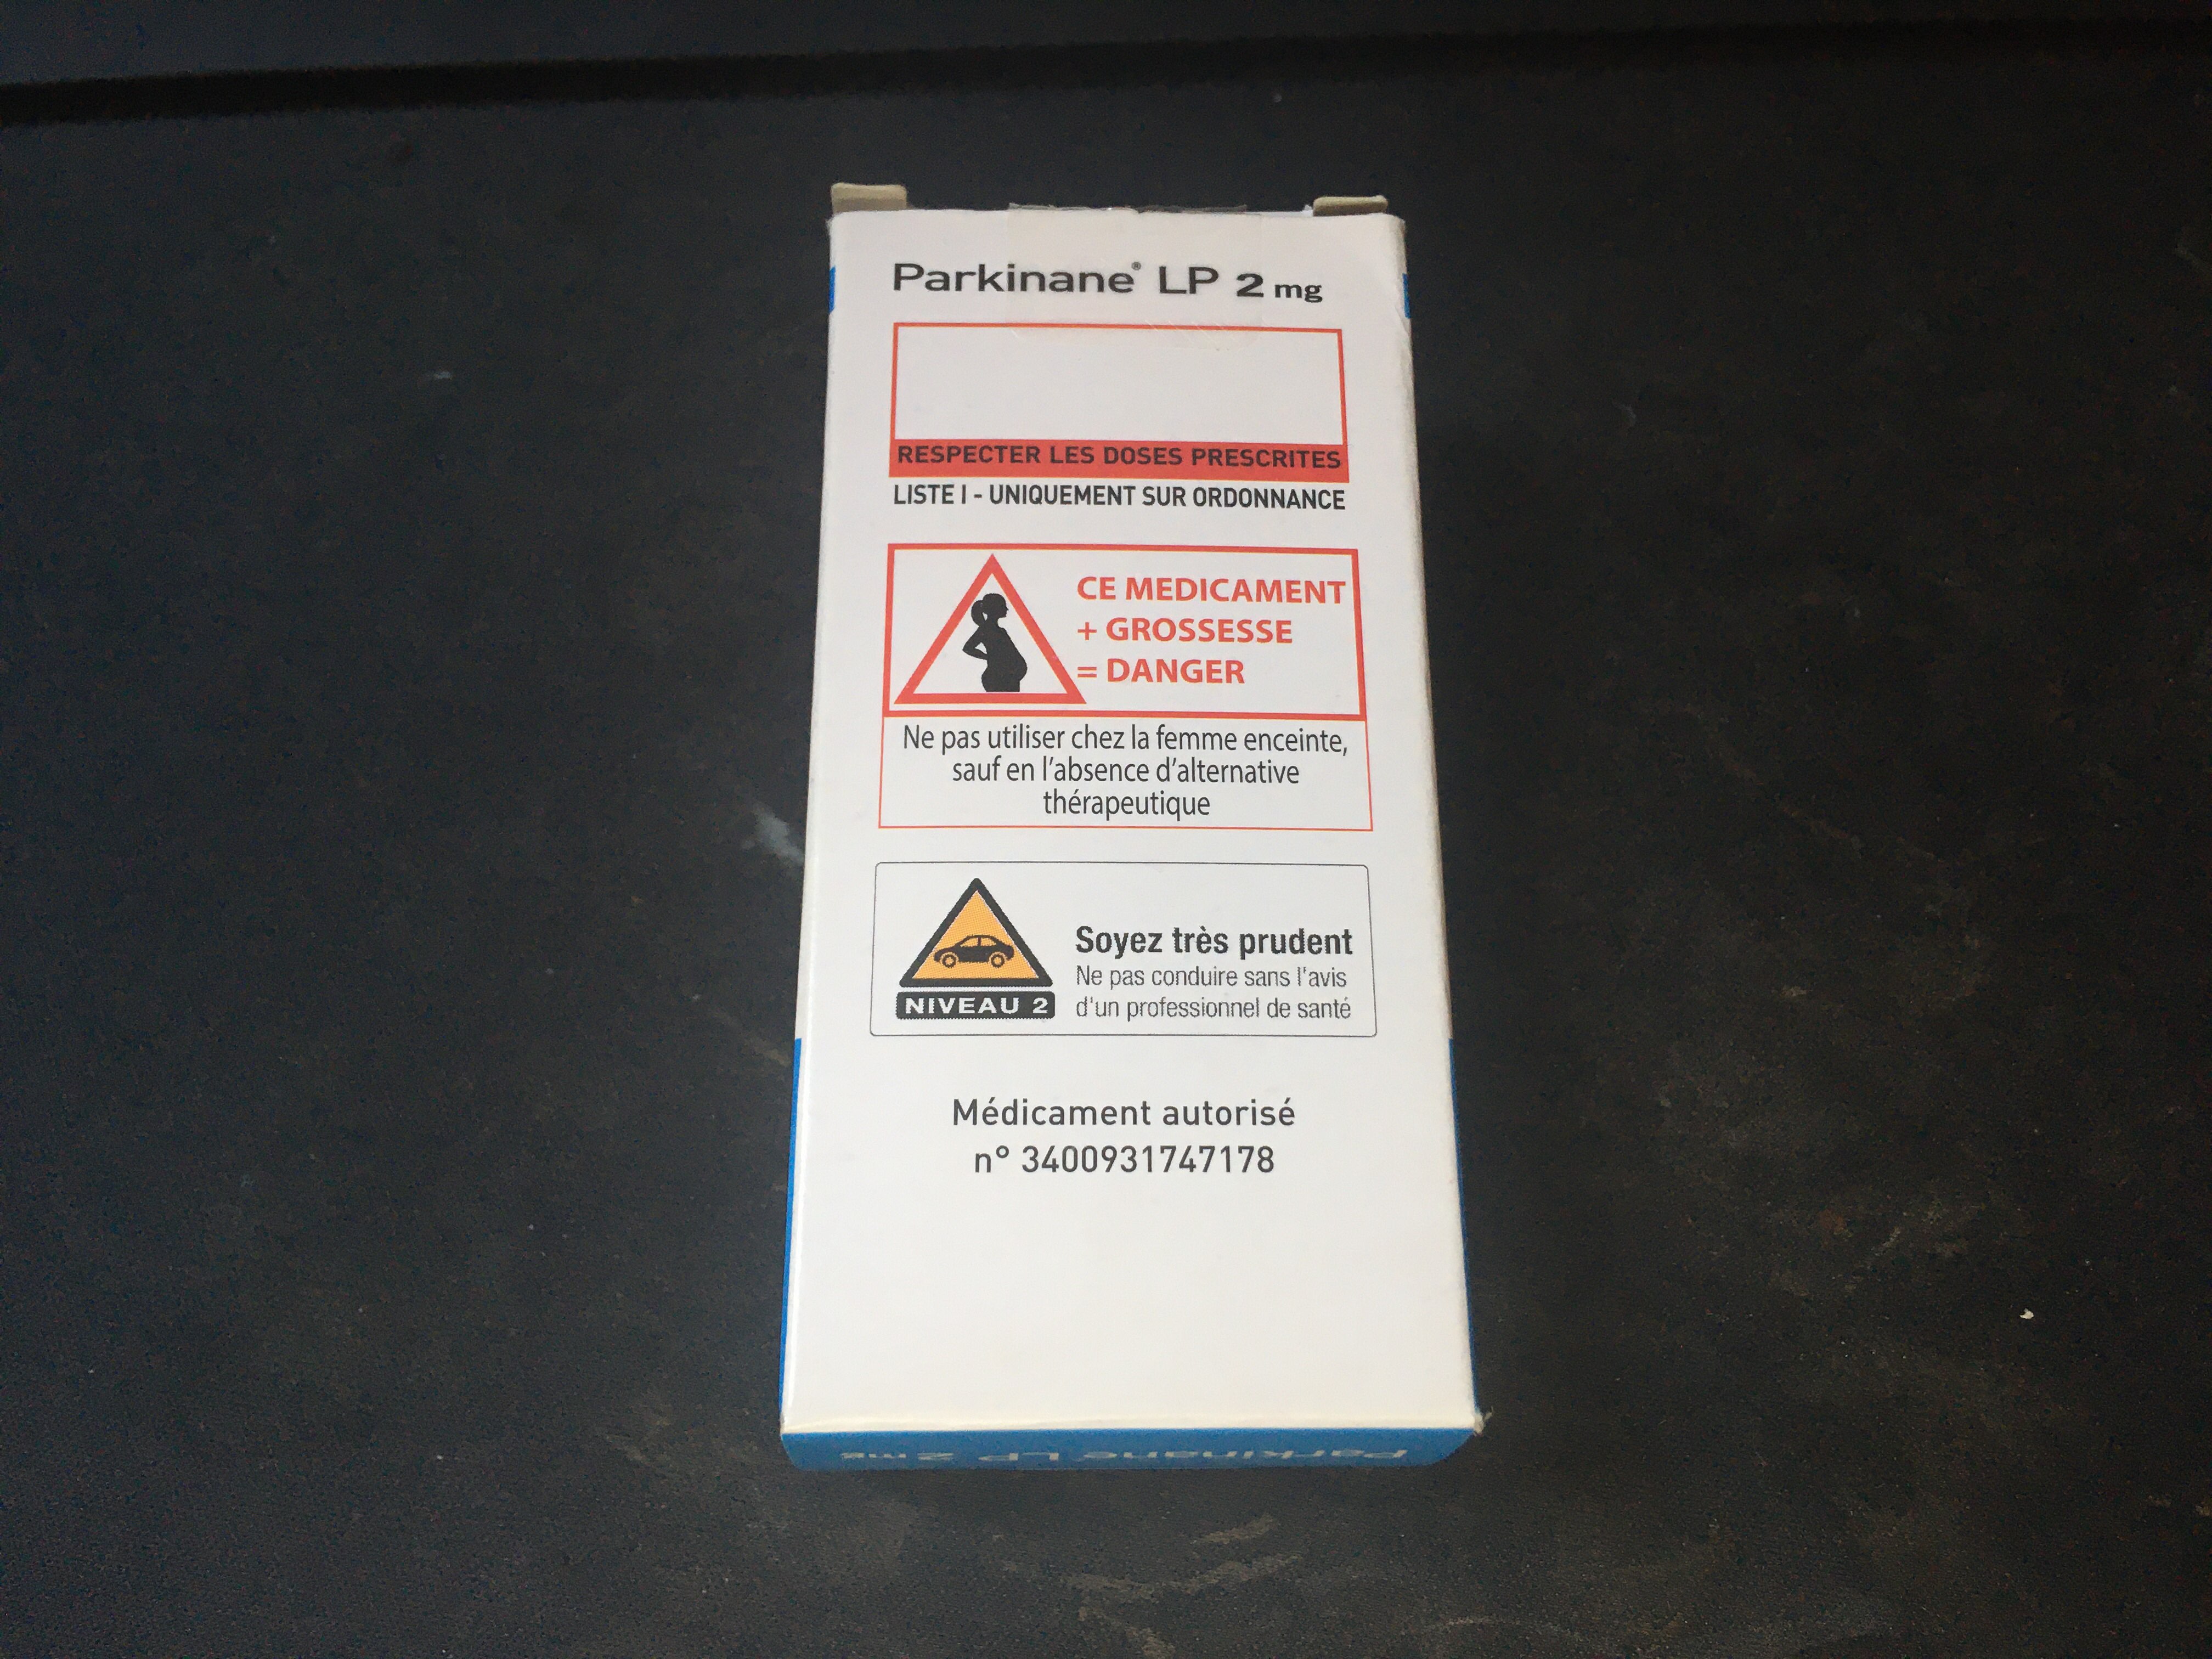 Parkinane® LP 2 mg
RESPECTER LES DOSES PRESCRITES
LISTE I - UNIQUEMENT SUR ORDONNANCE
CE MEDICAMENT
+ GROSSESSE
= DANGER
Ne pas utiliser chez la femme enceinte,
sauf en l'absence d'alternative
thérapeutique
Soyez très prudent
Ne pas conduire sans l'avis
d'un professionnel de santé
NIVEAU 2
Médicament autorisé
n° 3400931747178
Parkinane LP 2 mg